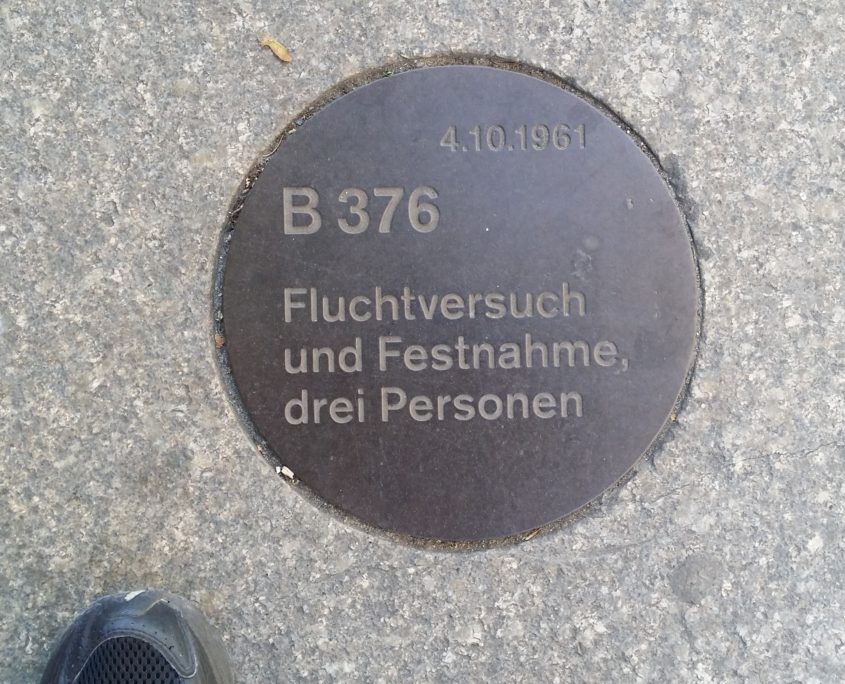 4.10.1961
B 376
Fluchtversuch
und Festnahme,
drei Personen